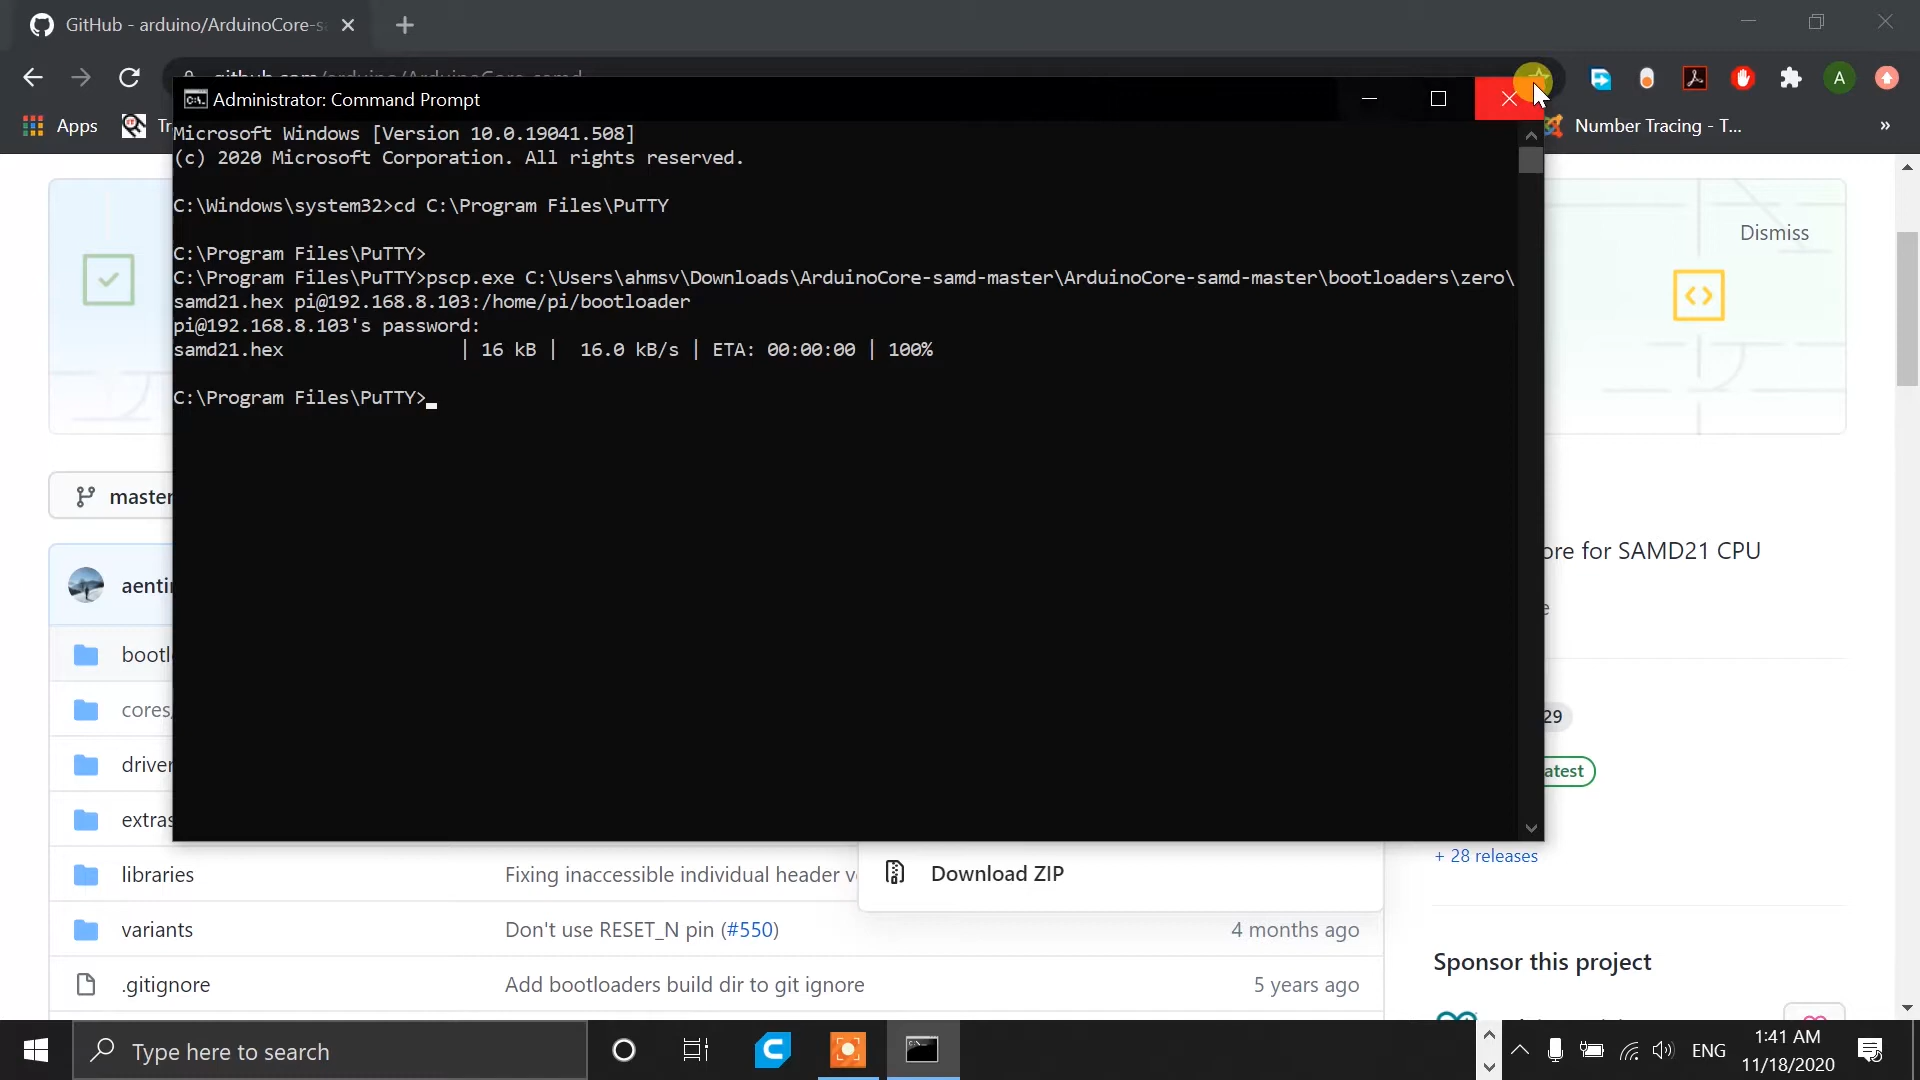 GitHub - arduino/ArduinoCore-s
Apps
Number Tracing - T...
»
Administrator: Command Prompt
Microsoft Windows [Version 10.0.19041.508]
(c) 2020 Microsoft Corporation. All rights reserved.
C:\Windows\system32>cd C:\Program Files\PuTTY
C:\Program Files\PuTTY>
C:\Program Files\PuTTY>pscp.exe C:\Users\ahmsv\Downloads\ArduinoCore-samd-master\ArduinoCore-samd-master\bootloaders\zero\
samd21.hex pi@192.168.8.103:/home/pi/bootloader
pi@192.168.8.103's password:
samd21.hex | 16 kB | 16.0 kB/s | ETA: 00:00:00 | 100%
C:\Program Files\PuTTY>
Dismiss
master
ore for SAMD21 CPU
29
atest
+ 28 releases
Sponsor this project
aenti
bootl
cores
driver
extras
libraries Fixing inaccessible individual header v
Download ZIP
variants Don't use RESET_N pin (#550) 4 months ago
.gitignore Add bootloaders build dir to git ignore 5 years ago
Type here to search
ENG
1:41 AM
11/18/2020